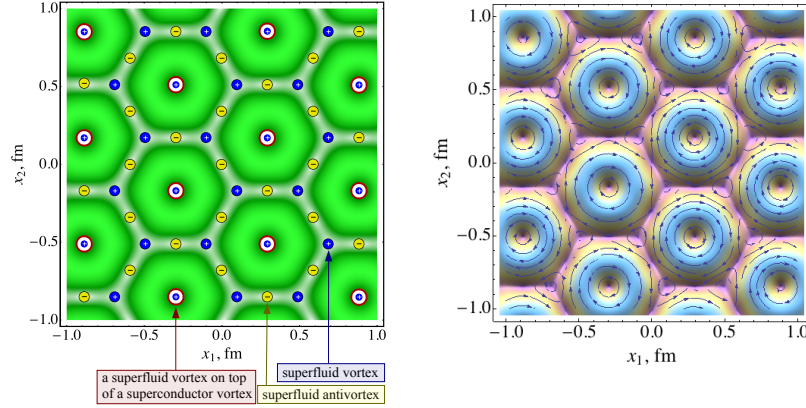 1.0
0.5
0.0
−0.5
−1.0
x₂, fm
−1.0 −0.5 0.0 0.5 1.0
x₁, fm
a superfluid vortex on top
of a superconductor vortex
superfluid antivortex
superfluid vortex
1.0
0.5
0.0
−0.5
−1.0
x₂, fm
−1.0 −0.5 0.0 0.5 1.0
x₁, fm